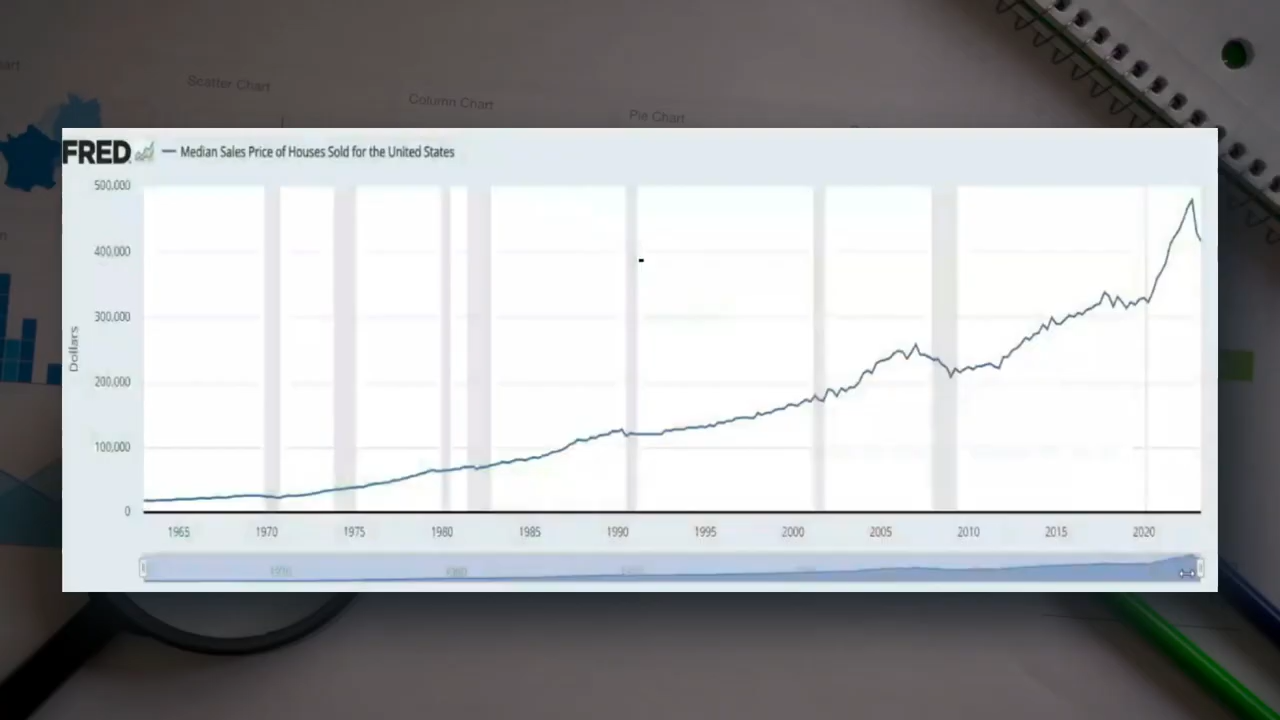 Scatter Chart
Column Chart
Pie Chart
FRED
Median Sales Price of Houses Sold for the United States
500,000
400,000
300,000
200,000
100,000
0
Dollars
1965 1970 1975 1980 1985 1990 1995 2000 2005 2010 2015 2020
1970 1980